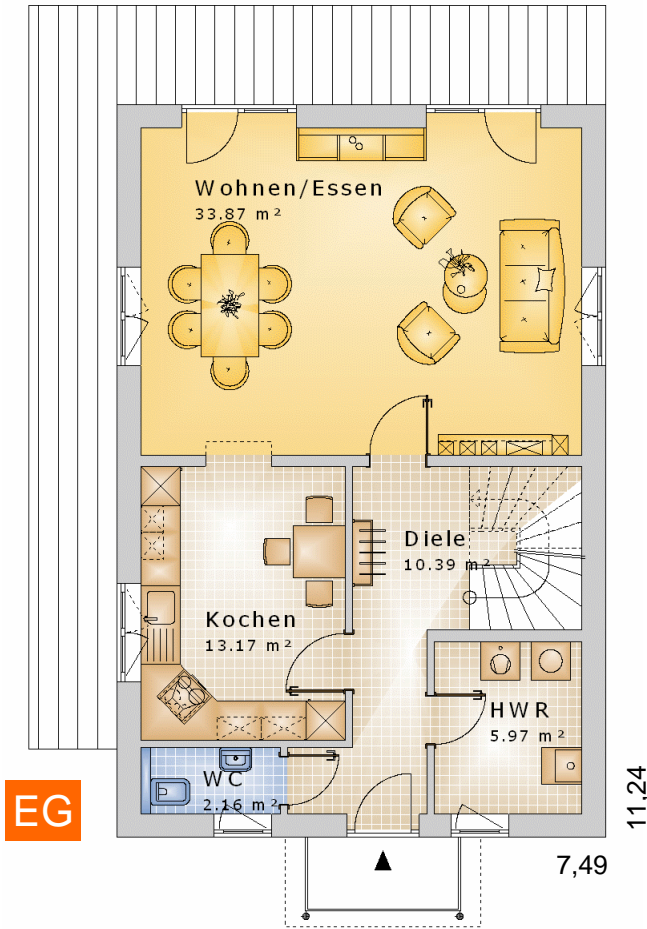 Wohnen/Essen
33.87 m²
Diele
10.39 m²
Kochen
13.17 m²
HWR
5.97 m²
WC
2.16 m²
EG
11,24
7,49